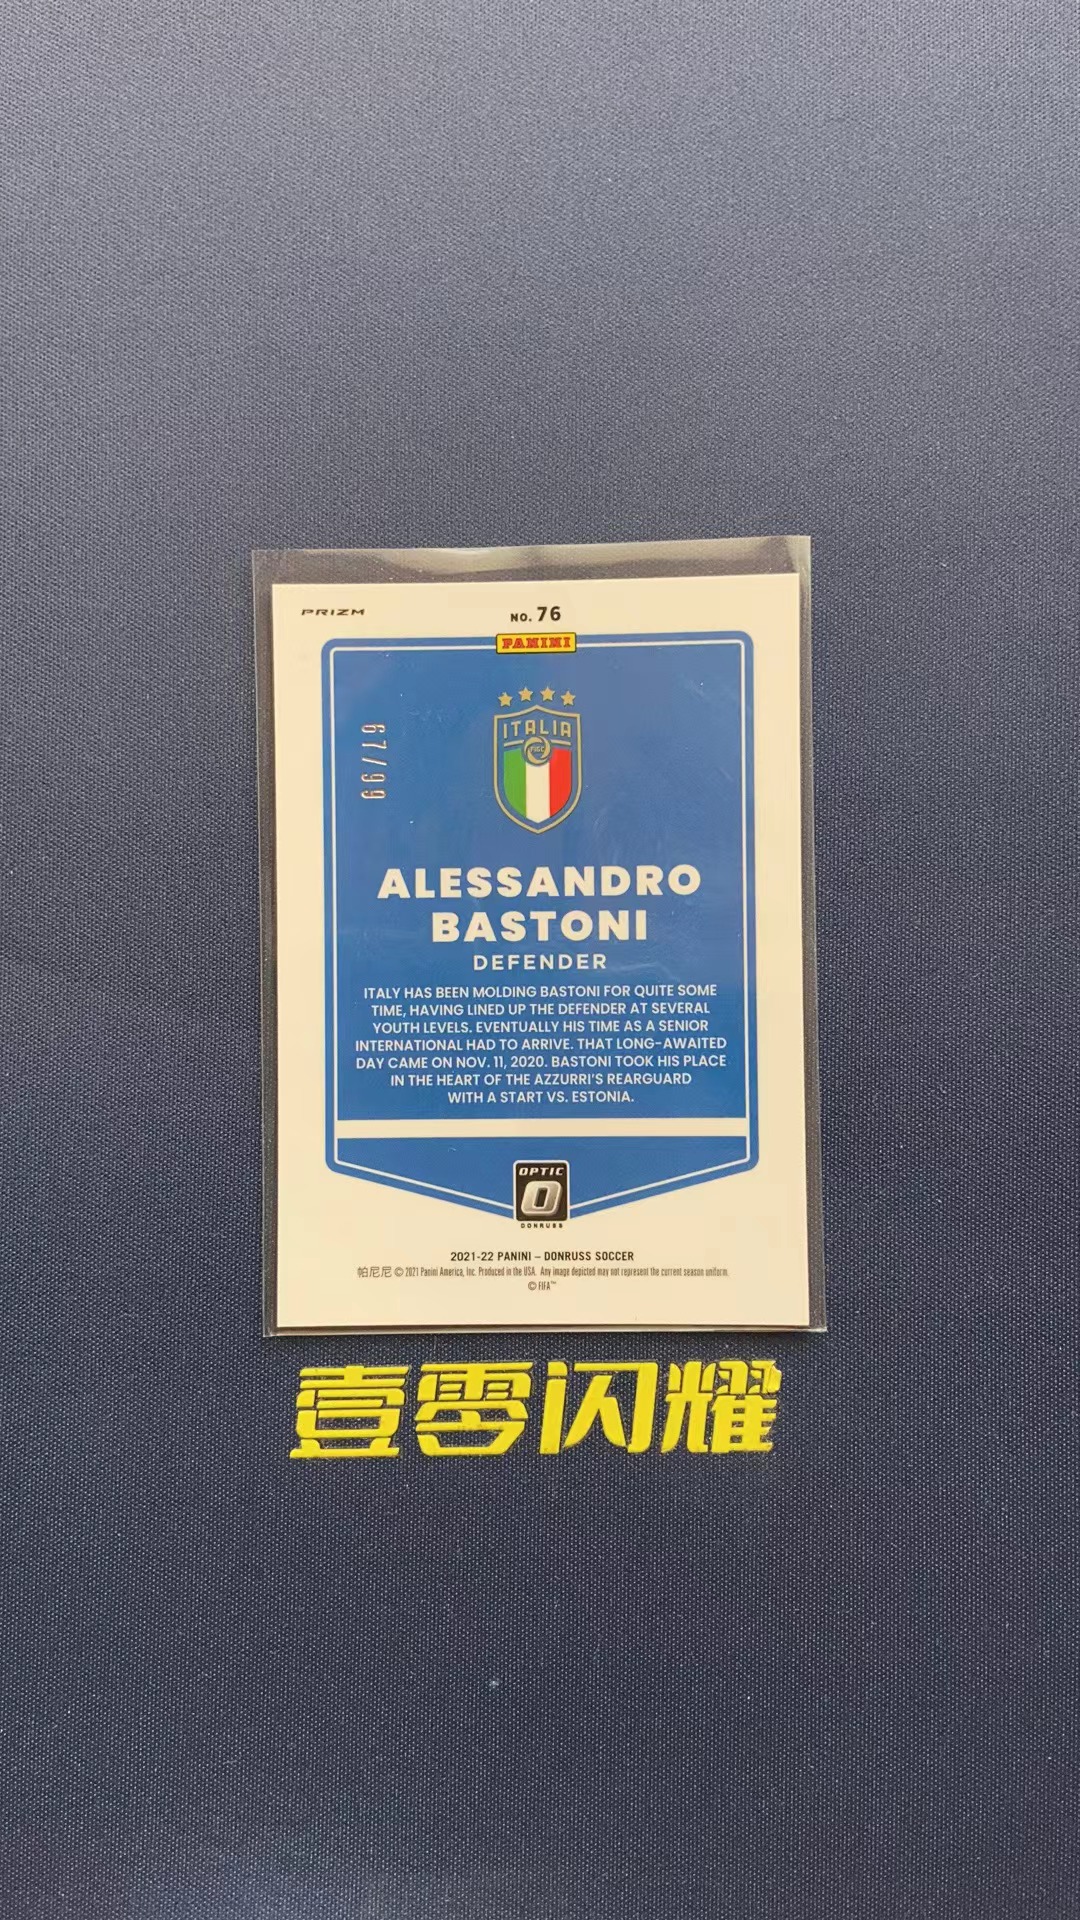 PRIZM
NO. 76
PANINI
67/99
ITALIA
FIGC
ALESSANDRO
BASTONI
DEFENDER
ITALY HAS BEEN MOLDING BASTONI FOR QUITE SOME
TIME, HAVING LINED UP THE DEFENDER AT SEVERAL
YOUTH LEVELS. EVENTUALLY HIS TIME AS A SENIOR
INTERNATIONAL HAD TO ARRIVE. THAT LONG-AWAITED
DAY CAME ON NOV. 11, 2020. BASTONI TOOK HIS PLACE
IN THE HEART OF THE AZZURRI'S REARGUARD
WITH A START VS. ESTONIA.
OPTIC
O
DONRUSS
2021-22 PANINI – DONRUSS SOCCER
帕尼尼 © 2021 Panini America, Inc. Produced in the USA. Any image depicted may not represent the current season uniform.
© FIFA™
壹零闪耀